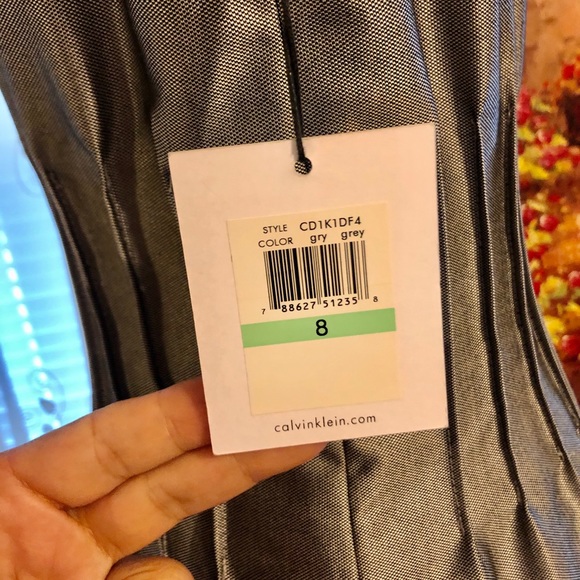 STYLE CD1K1DF4
COLOR gry grey
7 88627 51235 8
8
calvinklein.com